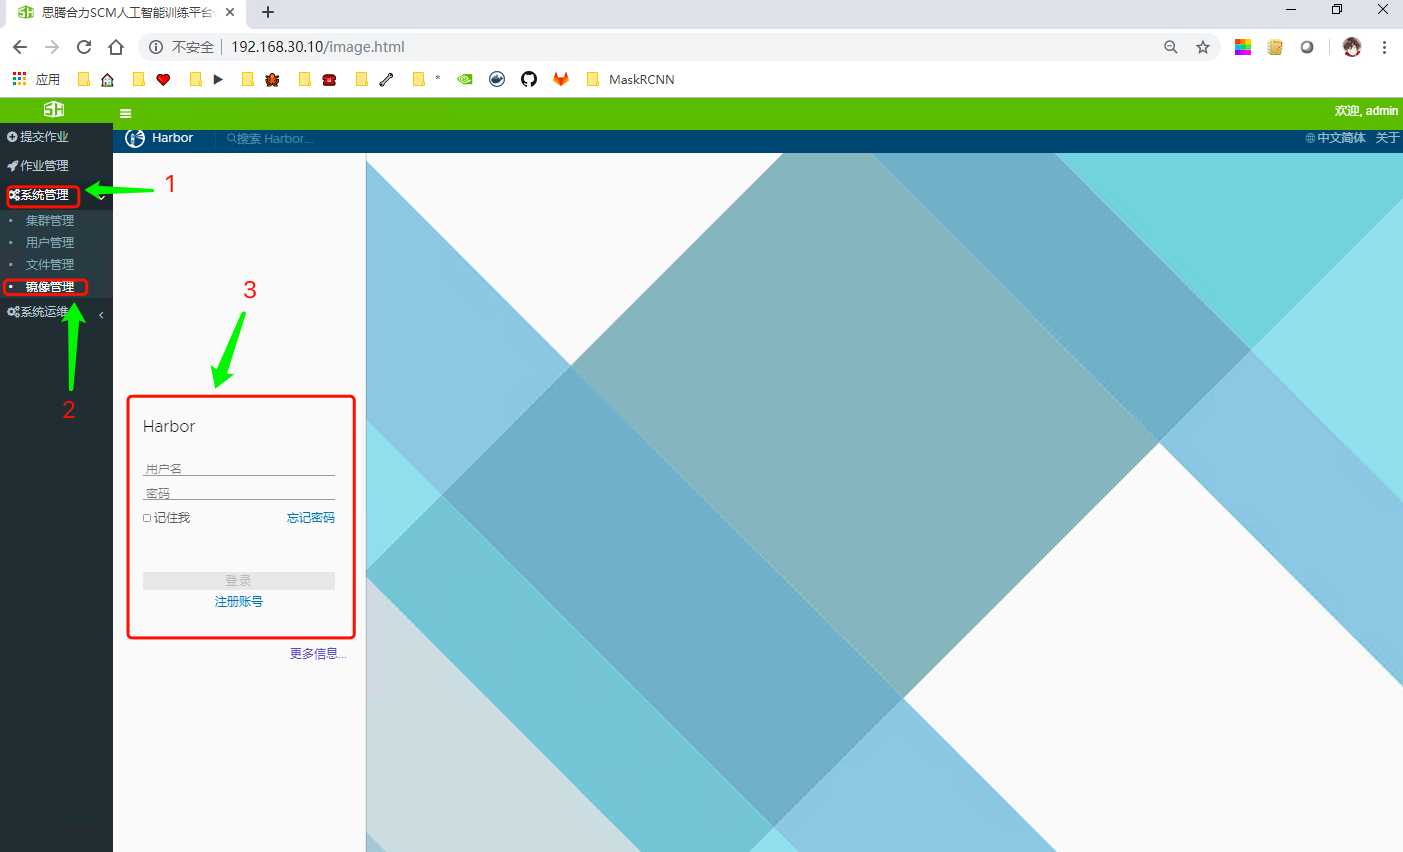 SH 思腾合力SCM人工智能训练平台
不安全 192.168.30.10/image.html
应用 * MaskRCNN
SH 欢迎, admin
Harbor 搜索 Harbor... 中文简体 关于
提交作业
作业管理
系统管理 1
集群管理
用户管理
文件管理
镜像管理
系统运维
3
2
Harbor
用户名
密码
记住我 忘记密码
登录
注册账号
更多信息...